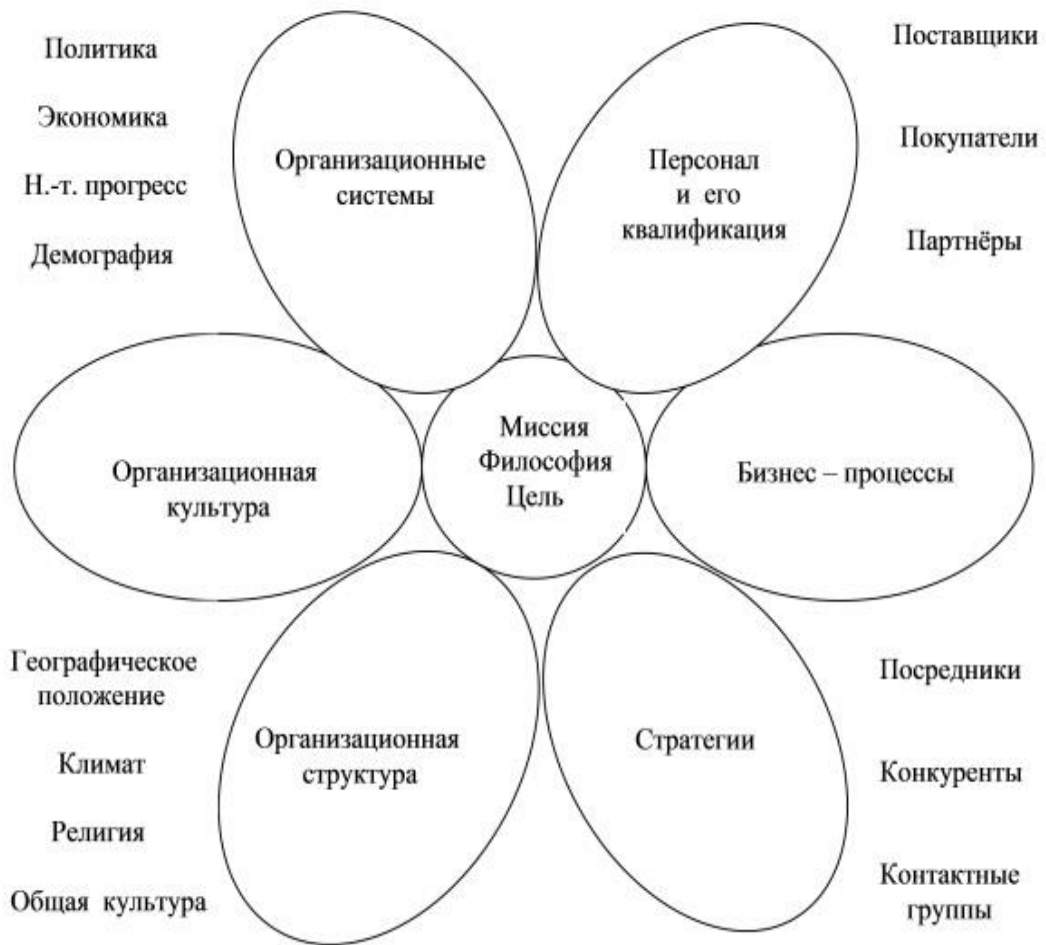 Политика
Экономика
Н.-т. прогресс
Демография
Организационные
системы
Персонал
и его
квалификация
Поставщики
Покупатели
Партнёры
Организационная
культура
Миссия
Философия
Цель
Бизнес – процессы
Географическое
положение
Климат
Религия
Общая культура
Организационная
структура
Стратегии
Посредники
Конкуренты
Контактные
группы